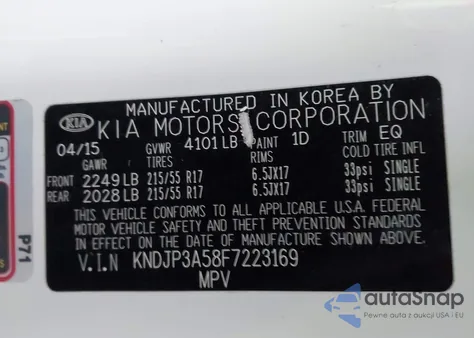 MANUFACTURED IN KOREA BY
KIA KIA MOTORS CORPORATION
04/15 GVWR 4101 LB PAINT 1D TRIM EQ
GAWR TIRES RIMS COLD TIRE INFL
FRONT 2249 LB 215/55 R17 6.5JX17 33psi SINGLE
REAR 2028 LB 215/55 R17 6.5JX17 33psi SINGLE
THIS VEHICLE CONFORMS TO ALL APPLICABLE U.S.A. FEDERAL
MOTOR VEHICLE SAFETY, BUMPER, AND THEFT PREVENTION
STANDARDS IN EFFECT ON THE DATE OF MANUFACTURE SHOWN ABOVE.
V.I.N KNDJP3A58F7223169
MPV
P71
autoSnap
Pewne auta z USA i EU